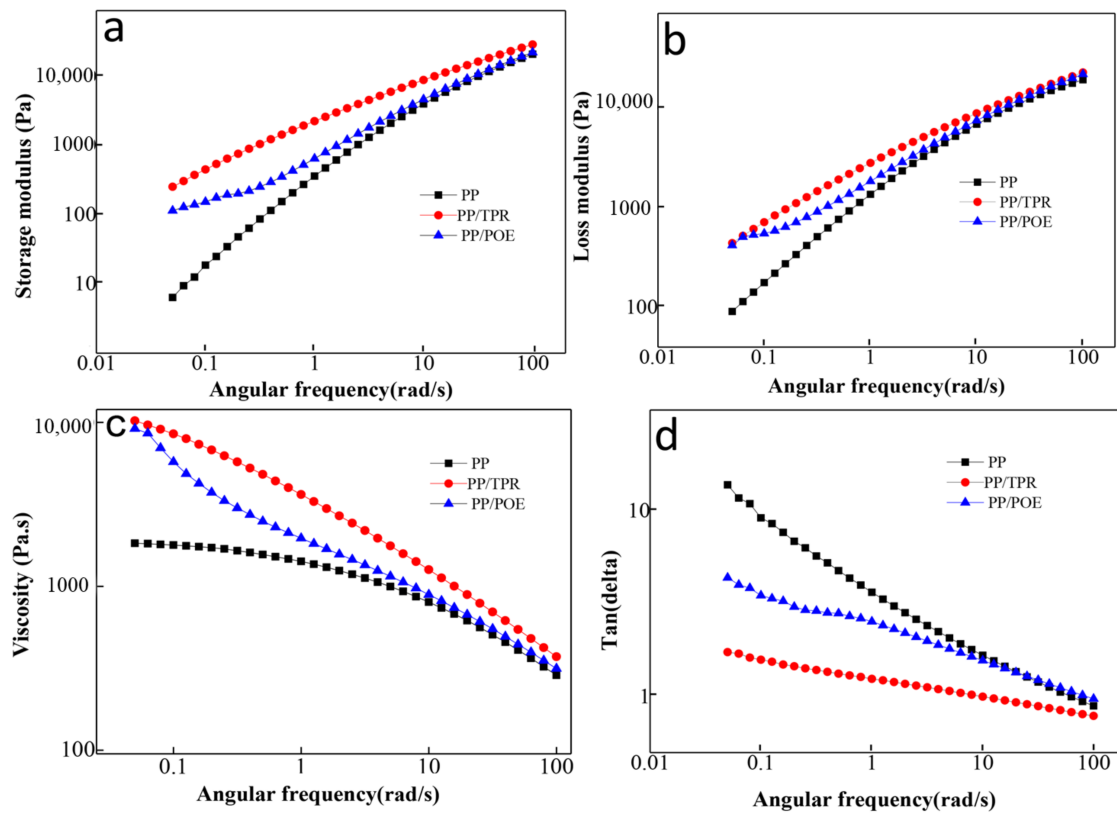 a
Storage modulus (Pa)
10,000
1000
100
10
PP
PP/TPR
PP/POE
0.01
0.1
1
10
100
Angular frequency(rad/s)
b
Loss modulus (Pa)
10,000
1000
100
PP
PP/TPR
PP/POE
0.01
0.1
1
10
100
Angular frequency(rad/s)
c
Viscosity (Pa.s)
10,000
1000
100
PP
PP/TPR
PP/POE
0.1
1
10
100
Angular frequency(rad/s)
d
Tan(delta)
10
1
PP
PP/TPR
PP/POE
0.01
0.1
1
10
100
Angular frequency(rad/s)